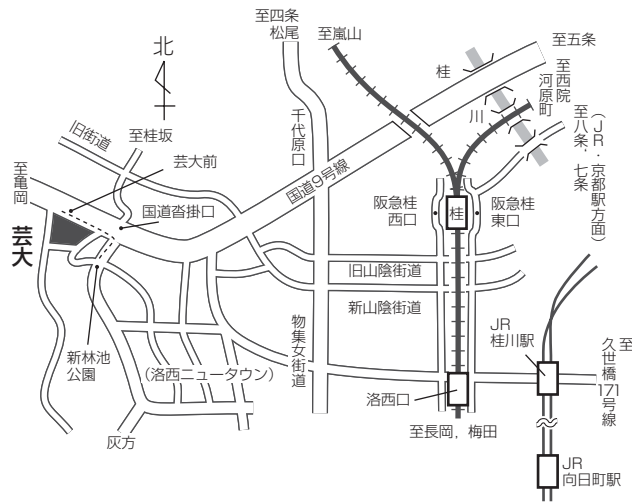 至四条
松尾
至嵐山
至五条
北
桂
川
至西院
河原町
至八条，七条
（JR・京都駅方面）
旧街道
至桂坂
千代原口
芸大前
国道9号線
至亀岡
国道沓掛口
阪急桂
西口
桂
阪急桂
東口
芸大
旧山陰街道
新山陰街道
物集女街道
JR
桂川駅
新林池
公園
（洛西ニュータウン）
洛西口
至
久世橋
171号線
灰方
至長岡，梅田
JR
向日町駅